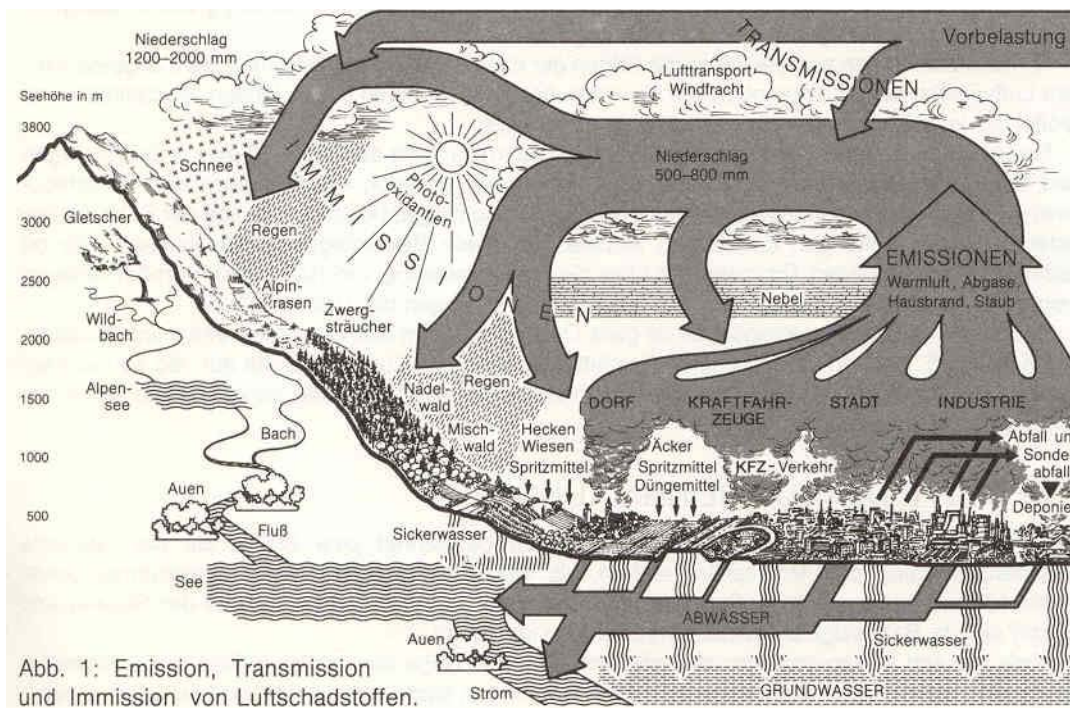 Niederschlag
1200–2000 mm
TRANSMISSIONEN
Vorbelastung
Lufttransport
Windfracht
Seehöhe in m
3800
3000
2500
2000
1500
1000
500
Schnee
Photo-
oxidantien
IMMISSIONEN
Niederschlag
500–800 mm
Gletscher
Regen
EMISSIONEN
Warmluft, Abgase,
Hausbrand, Staub
Alpin-
rasen
Nebel
Zwerg-
sträucher
Wild-
bach
Alpen-
see
Bach
Nadel-
wald
Regen
Misch-
wald
Hecken
Wiesen
Spritzmittel
DORF
KRAFTFAHR-
ZEUGE
STADT
INDUSTRIE
Äcker
Spritzmittel
Düngemittel
KFZ-Verkehr
Abfall un
Sonder
abfall
Deponie
Auen
Fluß
Sickerwasser
See
ABWÄSSER
Sickerwasser
Auen
Strom
GRUNDWASSER
Abb. 1: Emission, Transmission
und Immission von Luftschadstoffen.